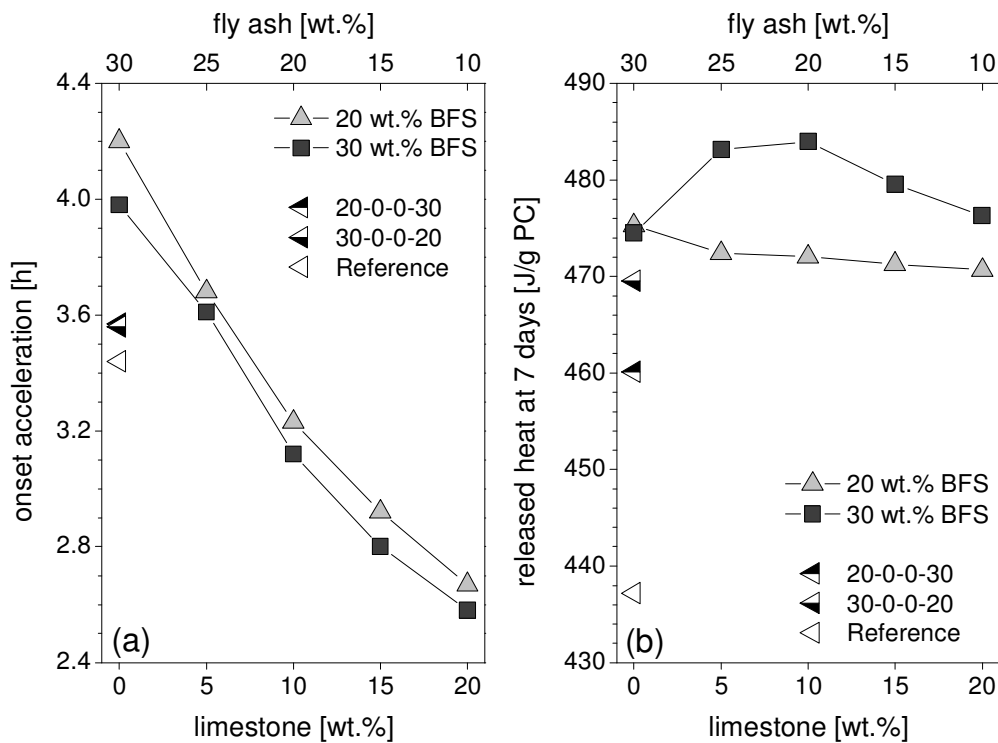 fly ash [wt.%]
30 25 20 15 10
4.4
4.0
3.6
3.2
2.8
2.4
onset acceleration [h]
20 wt.% BFS
30 wt.% BFS
20-0-0-30
30-0-0-20
Reference
(a)
0 5 10 15 20
limestone [wt.%]
fly ash [wt.%]
30 25 20 15 10
490
480
470
460
450
440
430
released heat at 7 days [J/g PC]
20 wt.% BFS
30 wt.% BFS
20-0-0-30
30-0-0-20
Reference
(b)
0 5 10 15 20
limestone [wt.%]